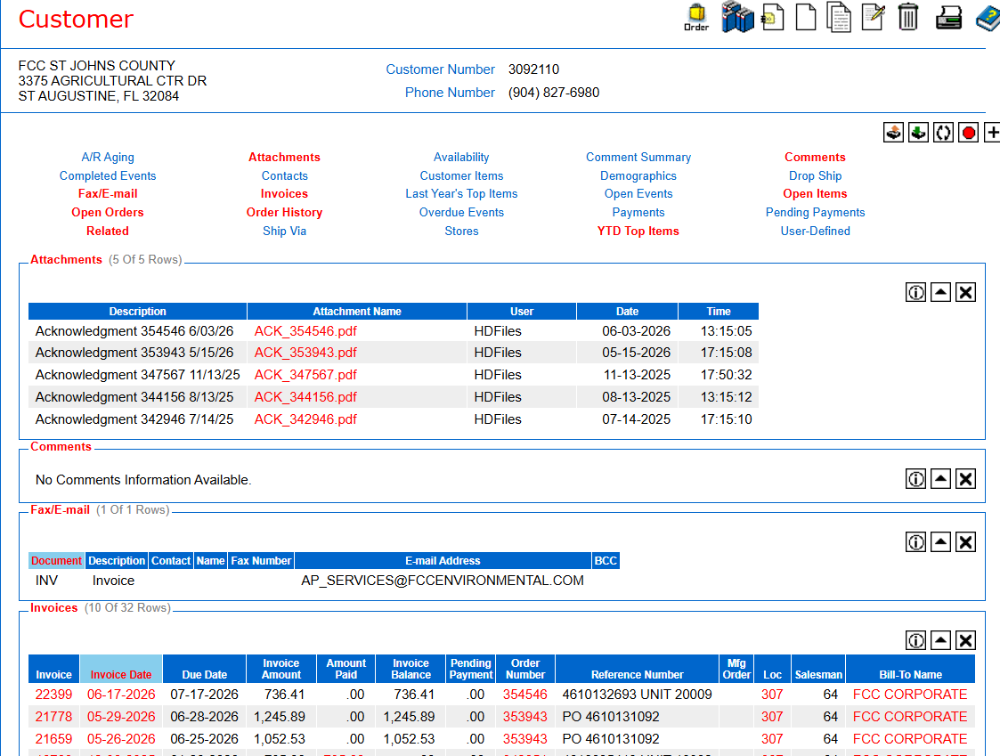 Customer
Order
FCC ST JOHNS COUNTY
3375 AGRICULTURAL CTR DR
ST AUGUSTINE, FL 32084
Customer Number 3092110
Phone Number (904) 827-6980
A/R Aging Attachments Availability Comment Summary Comments
Completed Events Contacts Customer Items Demographics Drop Ship
Fax/E-mail Invoices Last Year's Top Items Open Events Open Items
Open Orders Order History Overdue Events Payments Pending Payments
Related Ship Via Stores YTD Top Items User-Defined
Attachments (5 Of 5 Rows)
Description Attachment Name User Date Time
Acknowledgment 354546 6/03/26 ACK_354546.pdf HDFiles 06-03-2026 13:15:05
Acknowledgment 353943 5/15/26 ACK_353943.pdf HDFiles 05-15-2026 17:15:08
Acknowledgment 347567 11/13/25 ACK_347567.pdf HDFiles 11-13-2025 17:50:32
Acknowledgment 344156 8/13/25 ACK_344156.pdf HDFiles 08-13-2025 13:15:12
Acknowledgment 342946 7/14/25 ACK_342946.pdf HDFiles 07-14-2025 17:15:10
Comments
No Comments Information Available.
Fax/E-mail (1 Of 1 Rows)
Document Description Contact Name Fax Number E-mail Address BCC
INV Invoice AP_SERVICES@FCCENVIRONMENTAL.COM
Invoices (10 Of 32 Rows)
Invoice Invoice Date Due Date Invoice Amount Amount Paid Invoice Balance Pending Payment Order Number Reference Number Mfg Order Loc Salesman Bill-To Name
22399 06-17-2026 07-17-2026 736.41 .00 736.41 .00 354546 4610132693 UNIT 20009 307 64 FCC CORPORATE
21778 05-29-2026 06-28-2026 1,245.89 .00 1,245.89 .00 353943 PO 4610131092 307 64 FCC CORPORATE
21659 05-26-2026 06-25-2026 1,052.53 .00 1,052.53 .00 353943 PO 4610131092 307 64 FCC CORPORATE